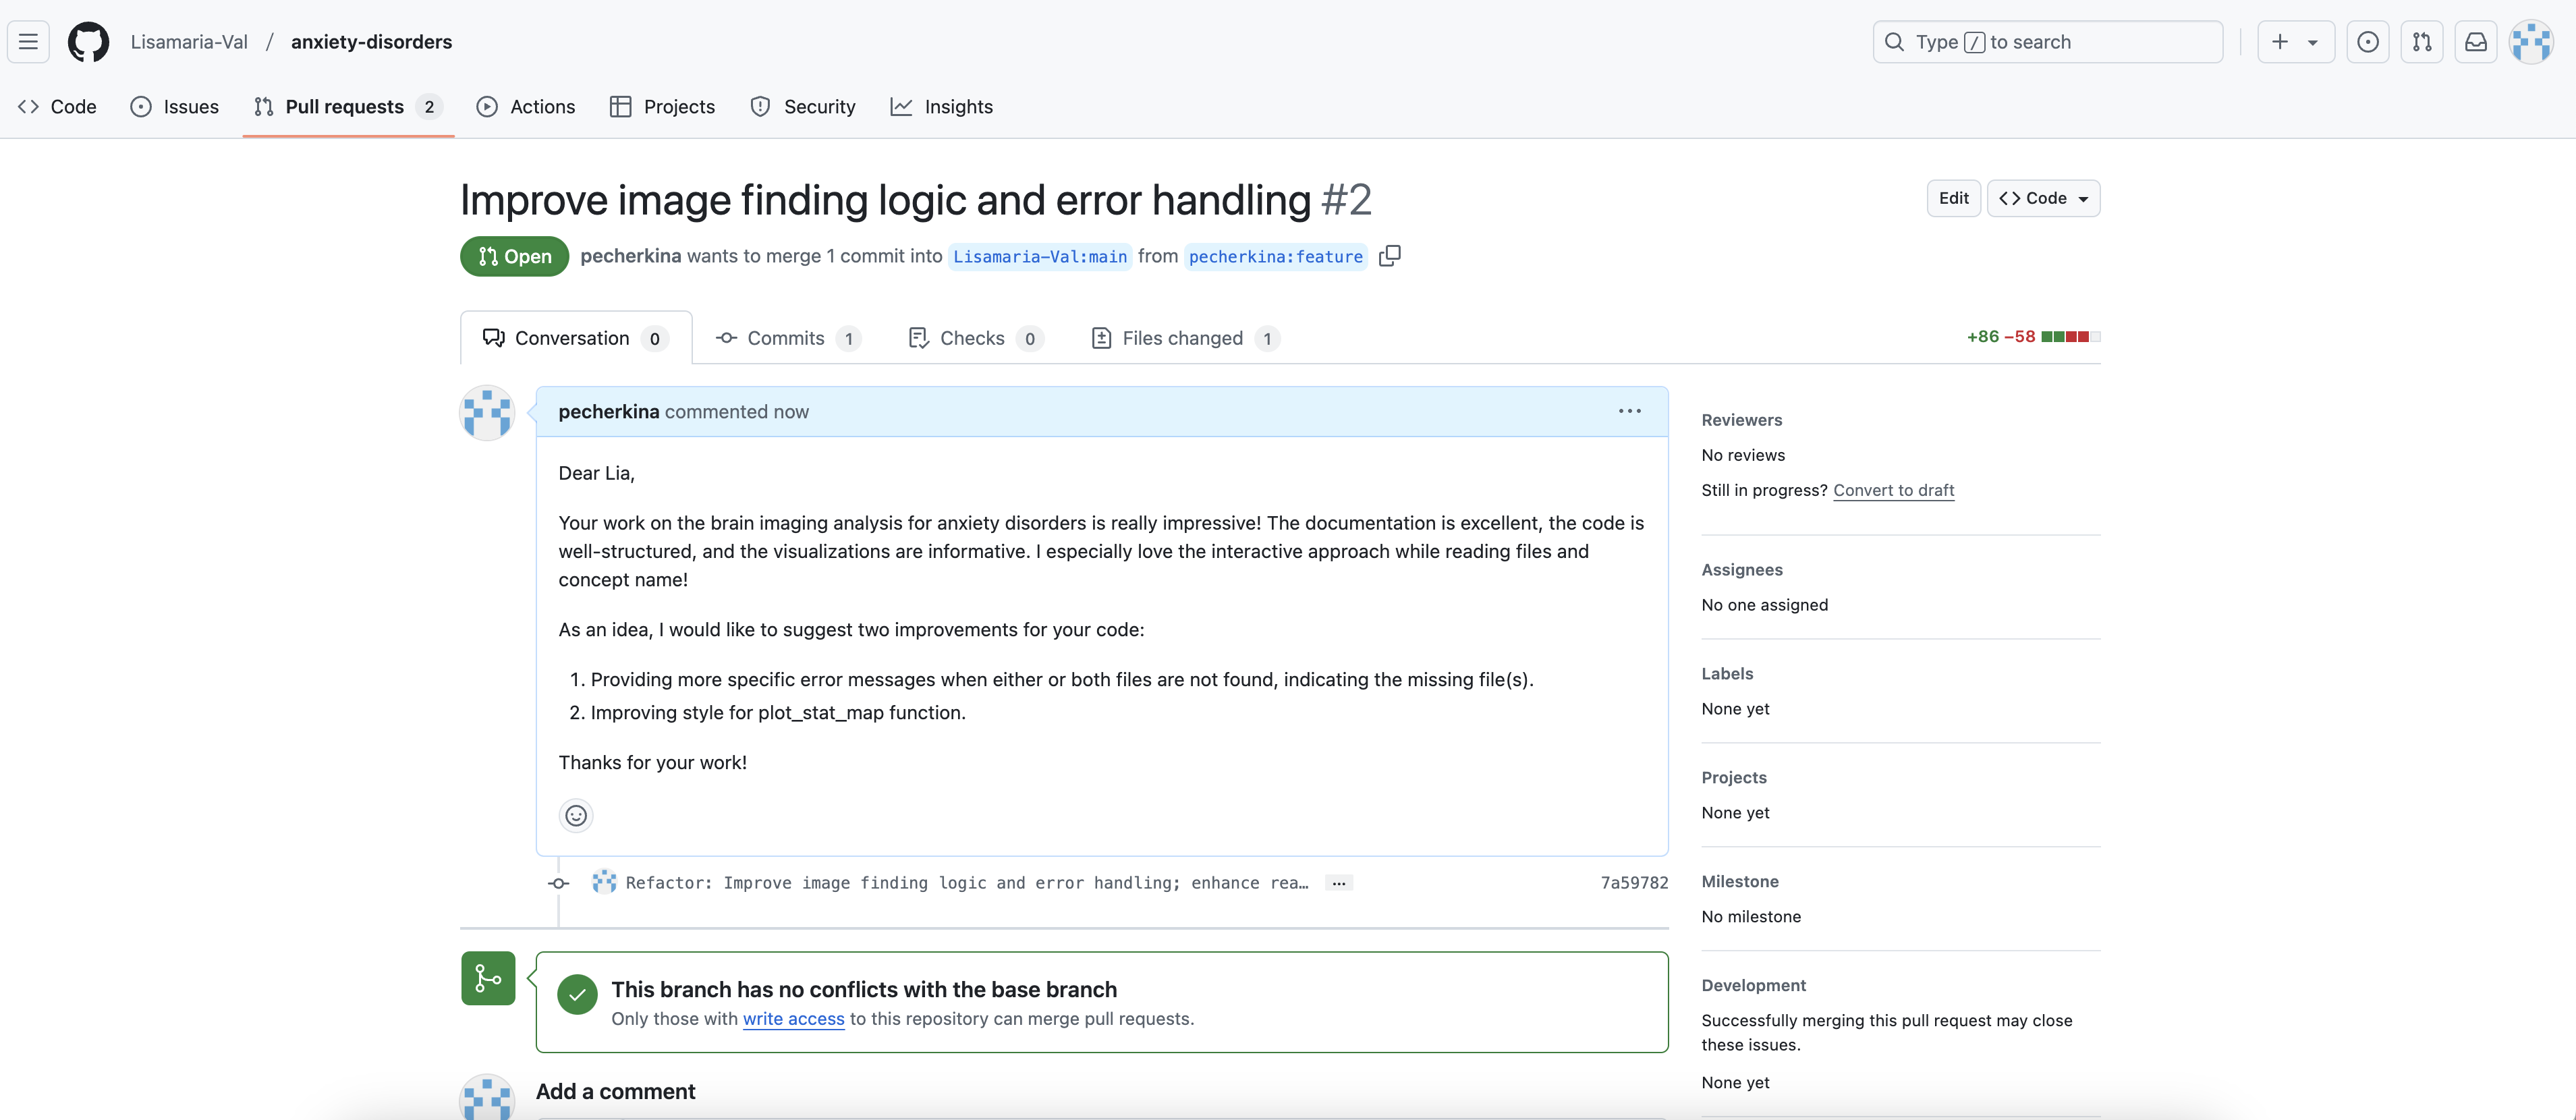 Lisamaria-Val / anxiety-disorders
Type / to search
Code
Issues
Pull requests 2
Actions
Projects
Security
Insights
Improve image finding logic and error handling #2
Edit
Code
Open
pecherkina wants to merge 1 commit into Lisamaria-Val:main from pecherkina:feature
Conversation 0
Commits 1
Checks 0
Files changed 1
+86 −58
pecherkina commented now
Dear Lia,
Your work on the brain imaging analysis for anxiety disorders is really impressive! The documentation is excellent, the code is
well-structured, and the visualizations are informative. I especially love the interactive approach while reading files and
concept name!
As an idea, I would like to suggest two improvements for your code:
1. Providing more specific error messages when either or both files are not found, indicating the missing file(s).
2. Improving style for plot_stat_map function.
Thanks for your work!
Refactor: Improve image finding logic and error handling; enhance rea… ...
7a59782
This branch has no conflicts with the base branch
Only those with write access to this repository can merge pull requests.
Add a comment
Reviewers
No reviews
Still in progress? Convert to draft
Assignees
No one assigned
Labels
None yet
Projects
None yet
Milestone
No milestone
Development
Successfully merging this pull request may close
these issues.
None yet